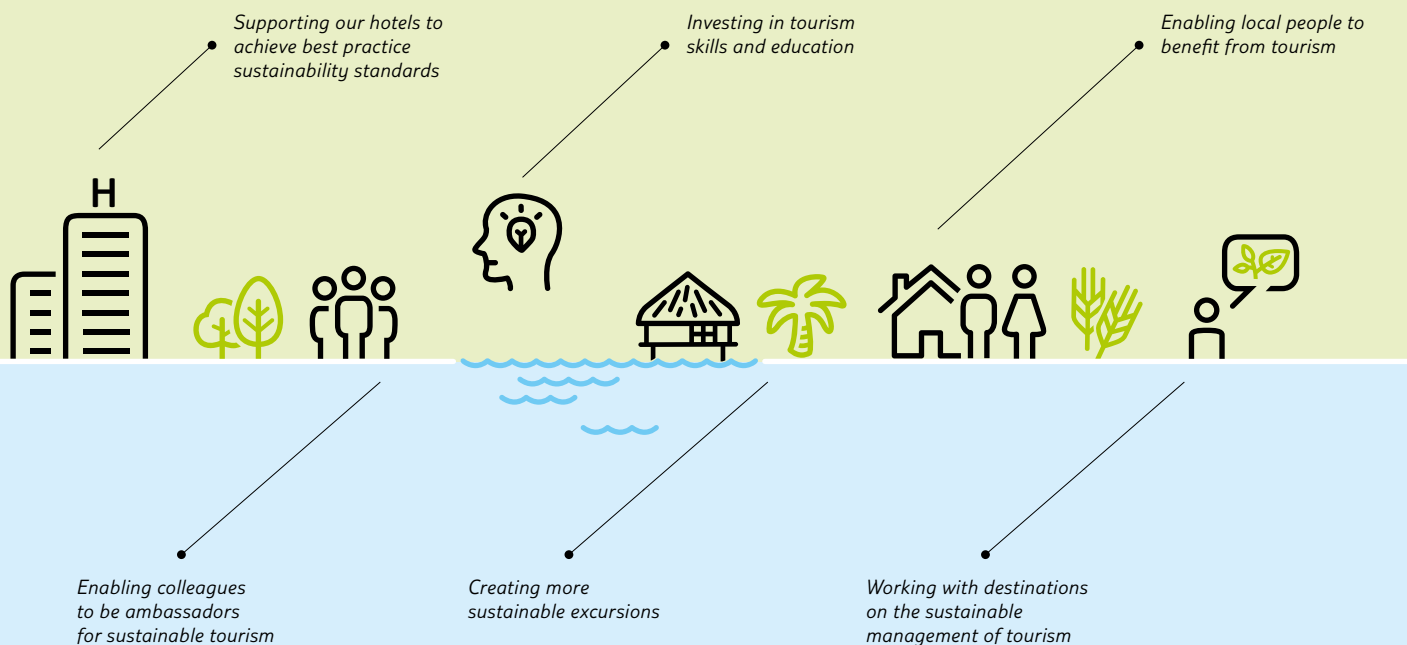 Supporting our hotels to
achieve best practice
sustainability standards
Investing in tourism
skills and education
Enabling local people to
benefit from tourism
H
Enabling colleagues
to be ambassadors
for sustainable tourism
Creating more
sustainable excursions
Working with destinations
on the sustainable
management of tourism